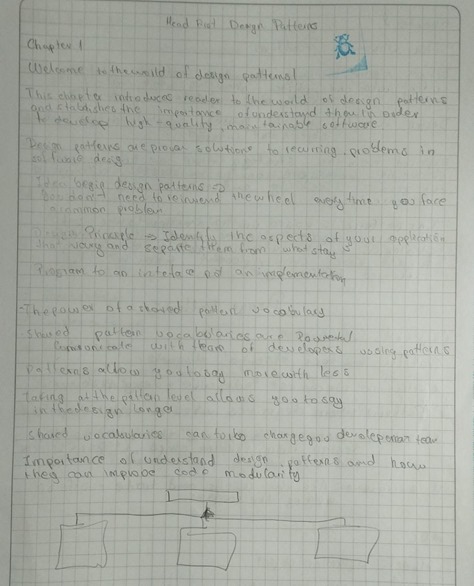 Head First Design Patterns
Chapter 1
Welcome to the world of design patterns!
This chapter introduces reader to the world of design patterns
and establishes the importance of understand them in order
to develop high-quality, maintainable software
Design patterns are proven solutions to recurring problems in
software
design patterns =>
need to reinvend the wheel every time you face
a common problem
Design Principle => Identify the aspects of your application
that vary and separate them from what stays
Program to an interface not an implementation
- The power of a shared pattern vocabulary
Shared pattern vocabularies are Powerful
Communicate with team of developers using patterns
Patterns allow you to say more with less
Talking at the pattern level allows you to say
in the design longer
Shared vocabularies can turbo charge you development team
Importance of understand design patterns and how
they can improve code modularity